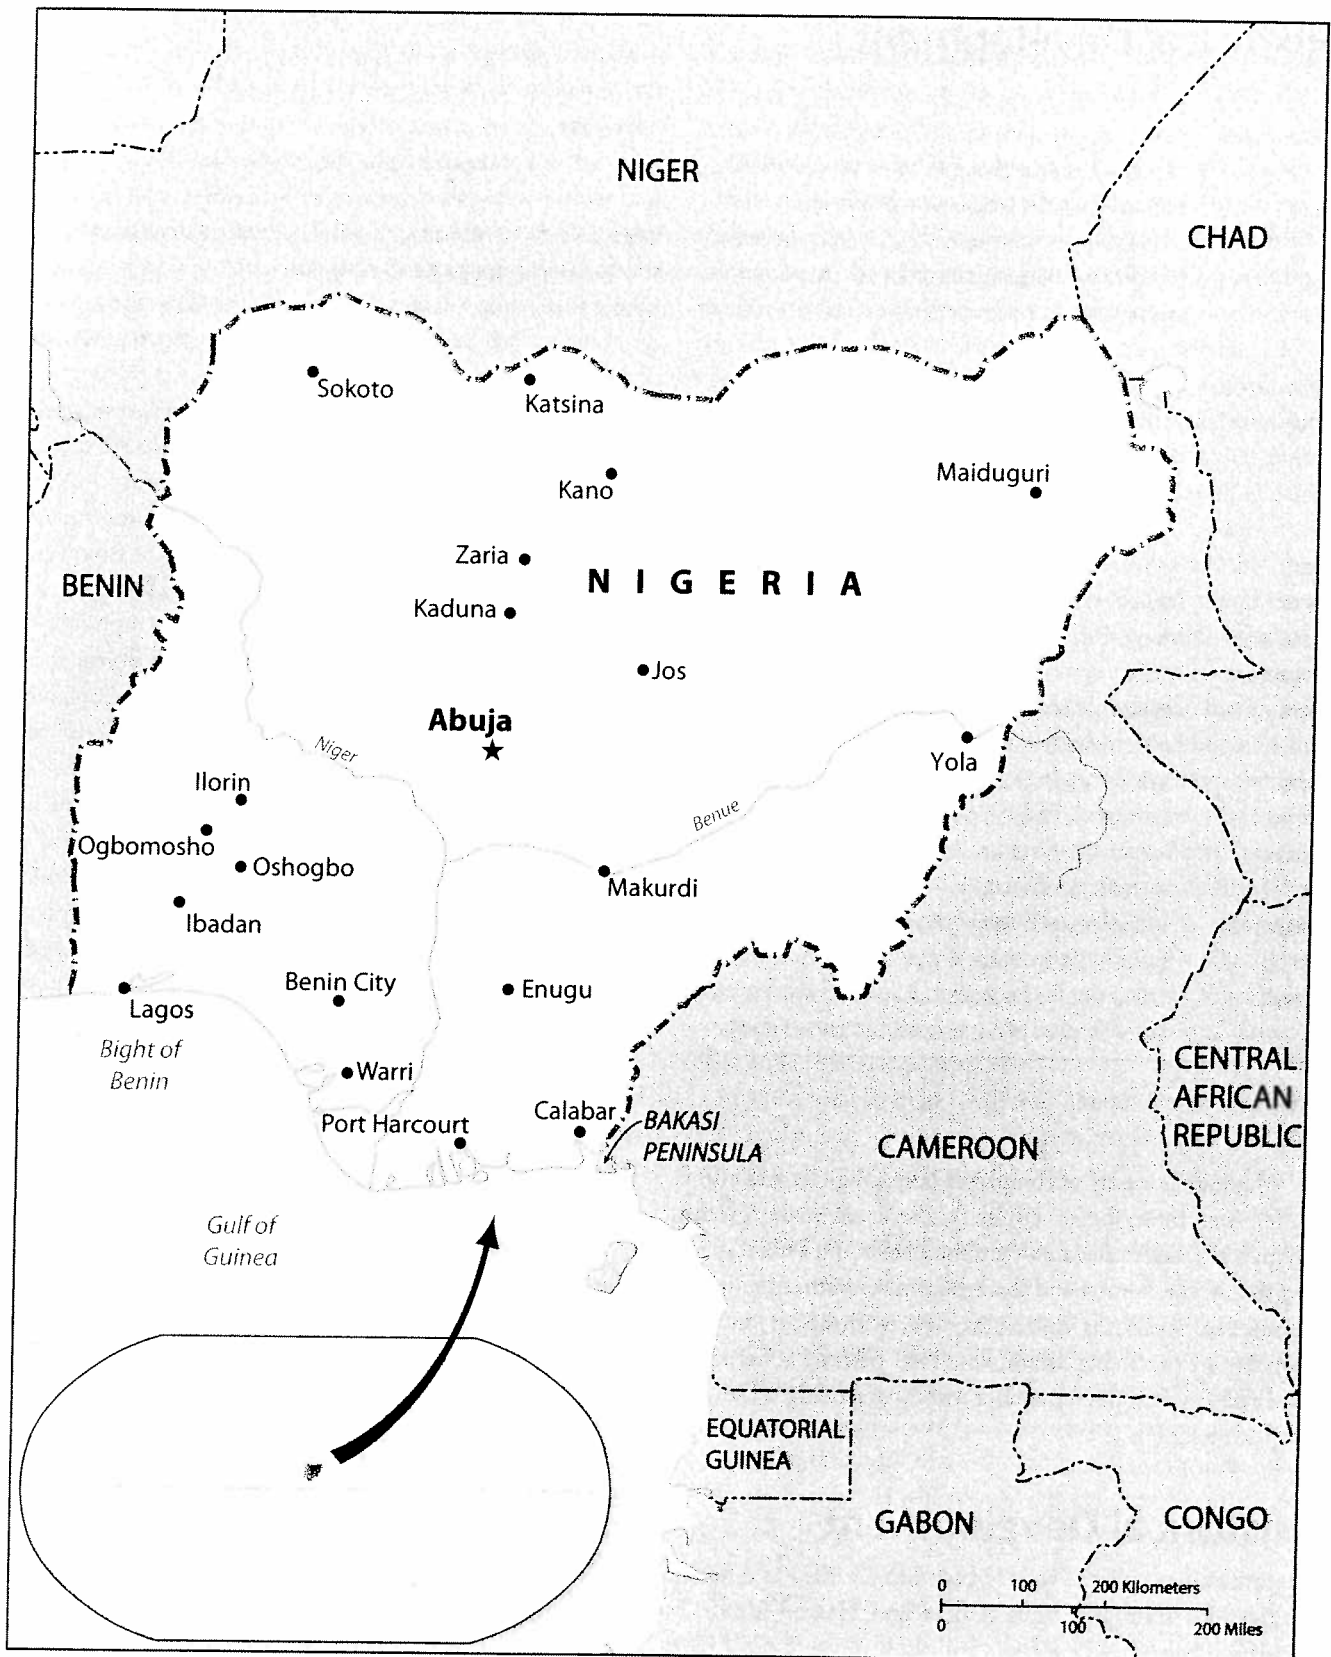 NIGER
CHAD
Sokoto
Katsina
Kano
Maiduguri
Zaria
NIGERIA
BENIN
Kaduna
Jos
Abuja
Niger
Yola
Ilorin
Benue
Ogbomosho
Oshogbo
Makurdi
Ibadan
Benin City
Enugu
Lagos
Bight of
Benin
CENTRAL
AFRICAN
REPUBLIC
Warri
Calabar
Port Harcourt
BAKASI
PENINSULA
CAMEROON
Gulf of
Guinea
EQUATORIAL
GUINEA
GABON
CONGO
0 100 200 Kilometers
0 100 200 Miles